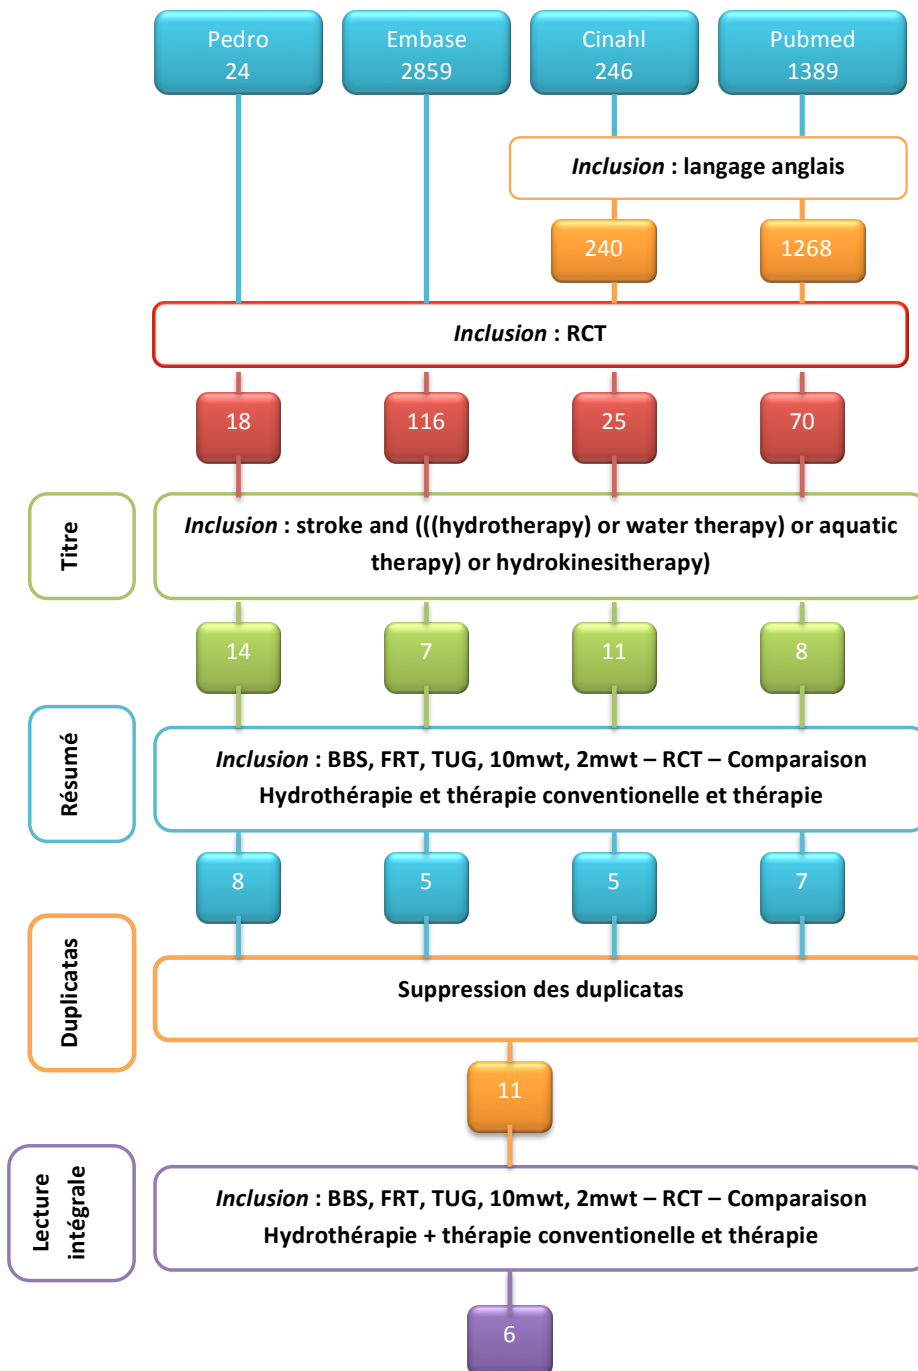 Pedro
24
Embase
2859
Cinahl
246
Pubmed
1389
Inclusion : langage anglais
240
1268
Inclusion : RCT
18
116
25
70
Titre
Inclusion : stroke and (((hydrotherapy) or water therapy) or aquatic
therapy) or hydrokinesitherapy)
14
7
11
8
Résumé
Inclusion : BBS, FRT, TUG, 10mwt, 2mwt – RCT – Comparaison
Hydrothérapie et thérapie conventionelle et thérapie
8
5
5
7
Duplicatas
Suppression des duplicatas
11
Lecture
intégrale
Inclusion : BBS, FRT, TUG, 10mwt, 2mwt – RCT – Comparaison
Hydrothérapie + thérapie conventionelle et thérapie
6